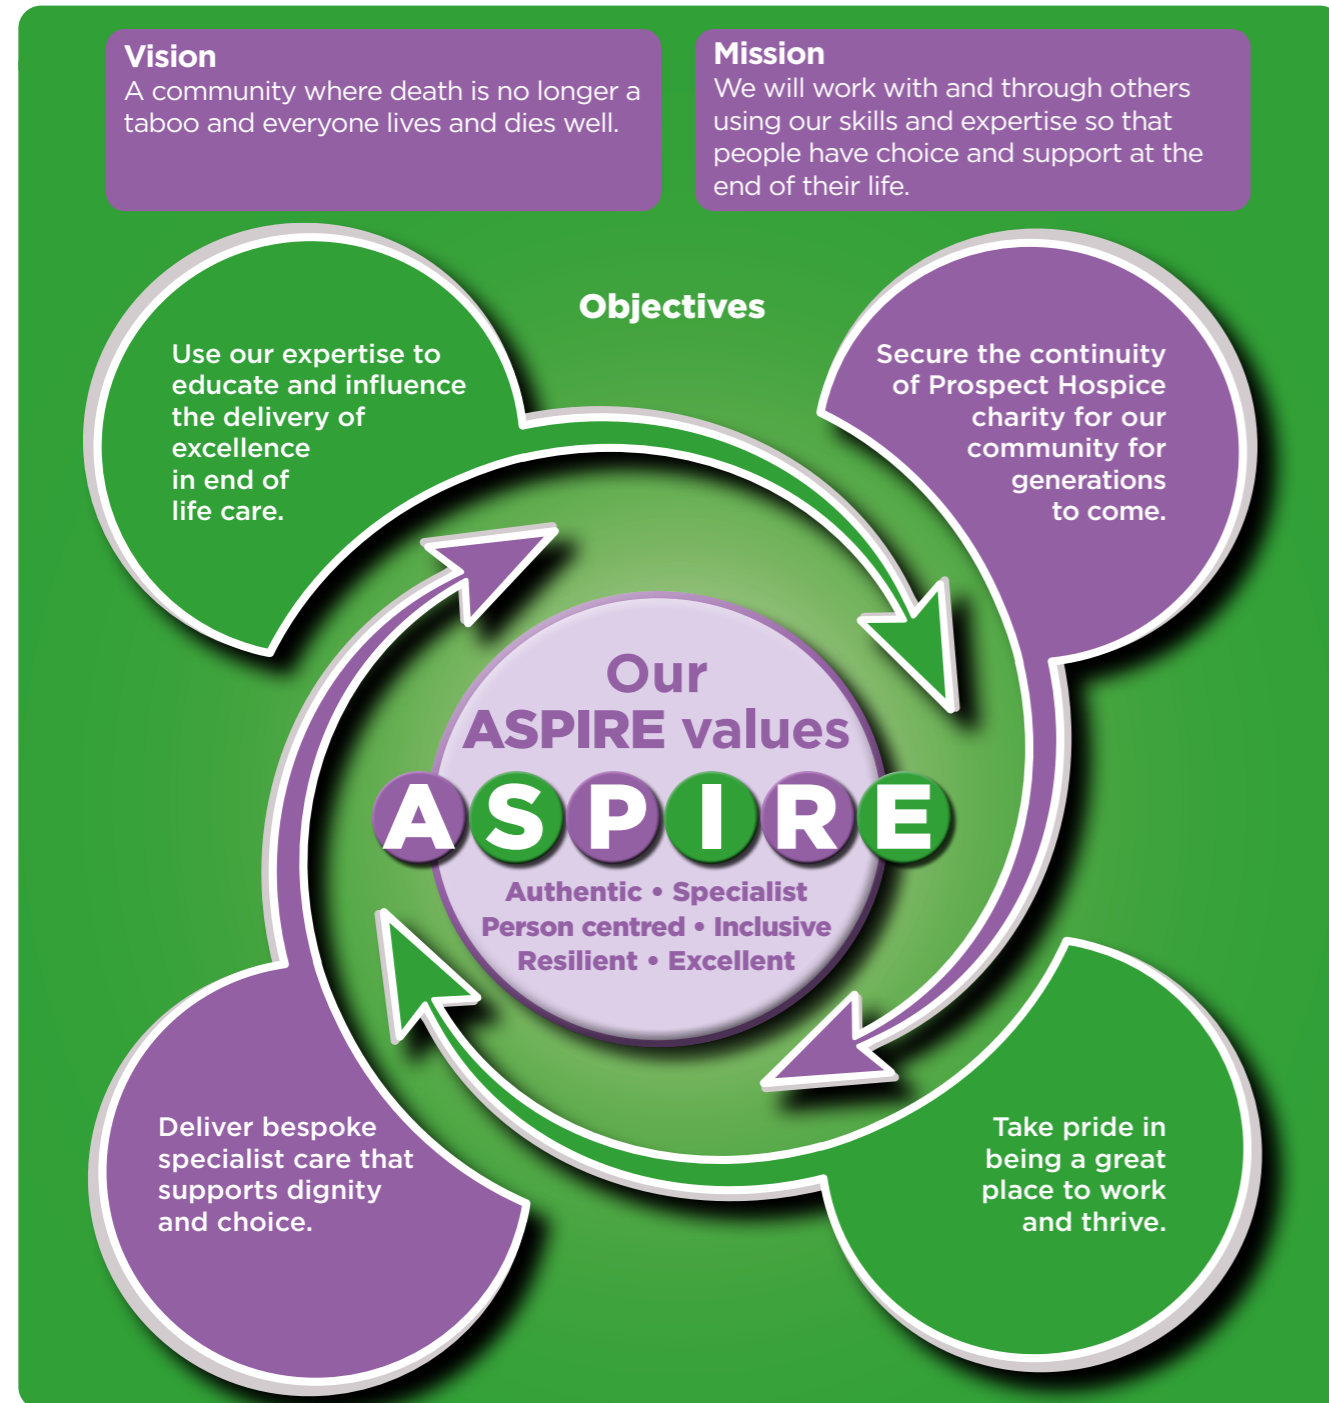 Vision
A community where death is no longer a
taboo and everyone lives and dies well.
Mission
We will work with and through others
using our skills and expertise so that
people have choice and support at the
end of their life.
Objectives
Use our expertise to
educate and influence
the delivery of
excellence
in end of
life care.
Secure the continuity
of Prospect Hospice
charity for our
community for
generations
to come.
Our
ASPIRE values
ASPIRE
Authentic • Specialist
Person centred • Inclusive
Resilient • Excellent
Deliver bespoke
specialist care that
supports dignity
and choice.
Take pride in
being a great
place to work
and thrive.